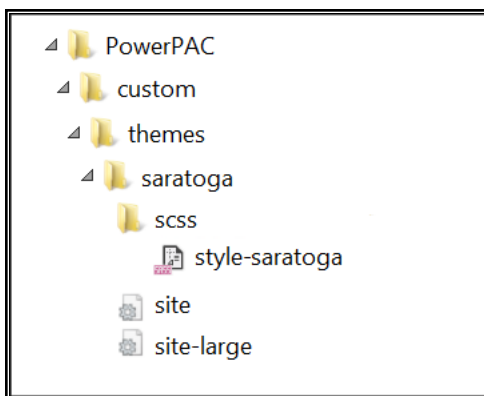 PowerPAC
custom
themes
saratoga
scss
style-saratoga
site
site-large